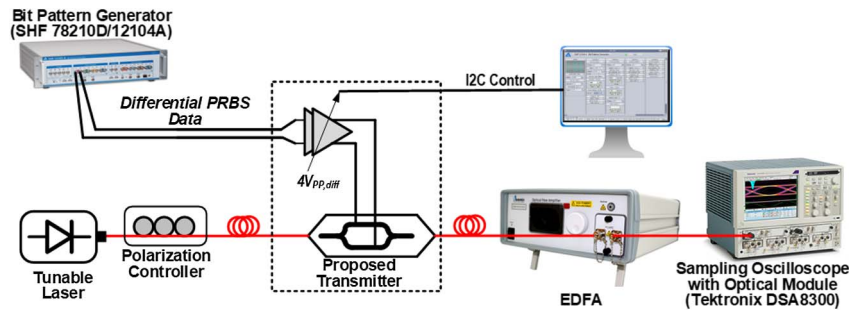 Bit Pattern Generator
(SHF 78210D/12104A)
I2C Control
Differential PRBS
Data
4VPP,diff
Polarization
Controller
Tunable
Laser
Proposed
Transmitter
EDFA
Sampling Oscilloscope
with Optical Module
(Tektronix DSA8300)